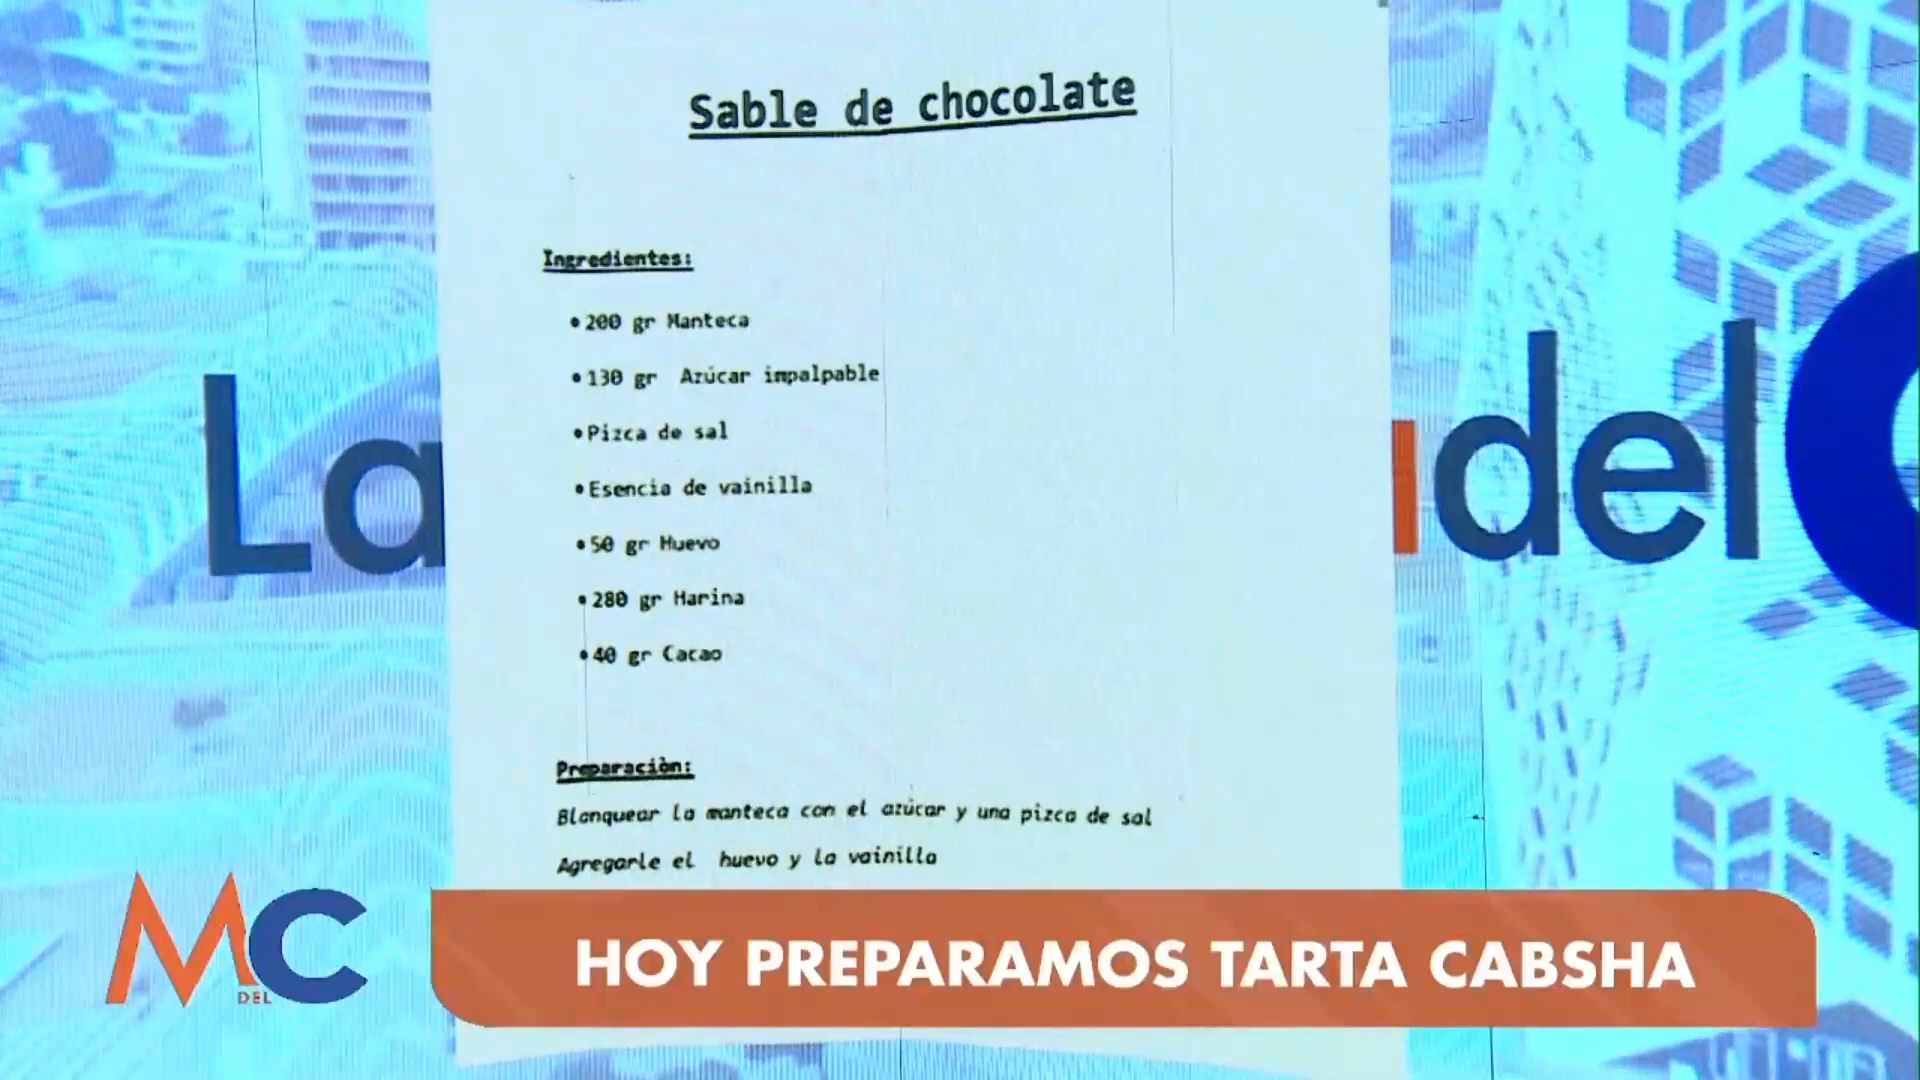 Sable de chocolate
Ingredientes:
•200 gr Manteca
•130 gr Azúcar impalpable
•Pizca de sal
•Esencia de vainilla
•50 gr Huevo
•280 gr Harina
•40 gr Cacao
La del C
Preparaciòn:
Blanquear la manteca con el azúcar y una pizca de sal
Agregarle el huevo y la vainilla
MDELC
HOY PREPARAMOS TARTA CABSHA